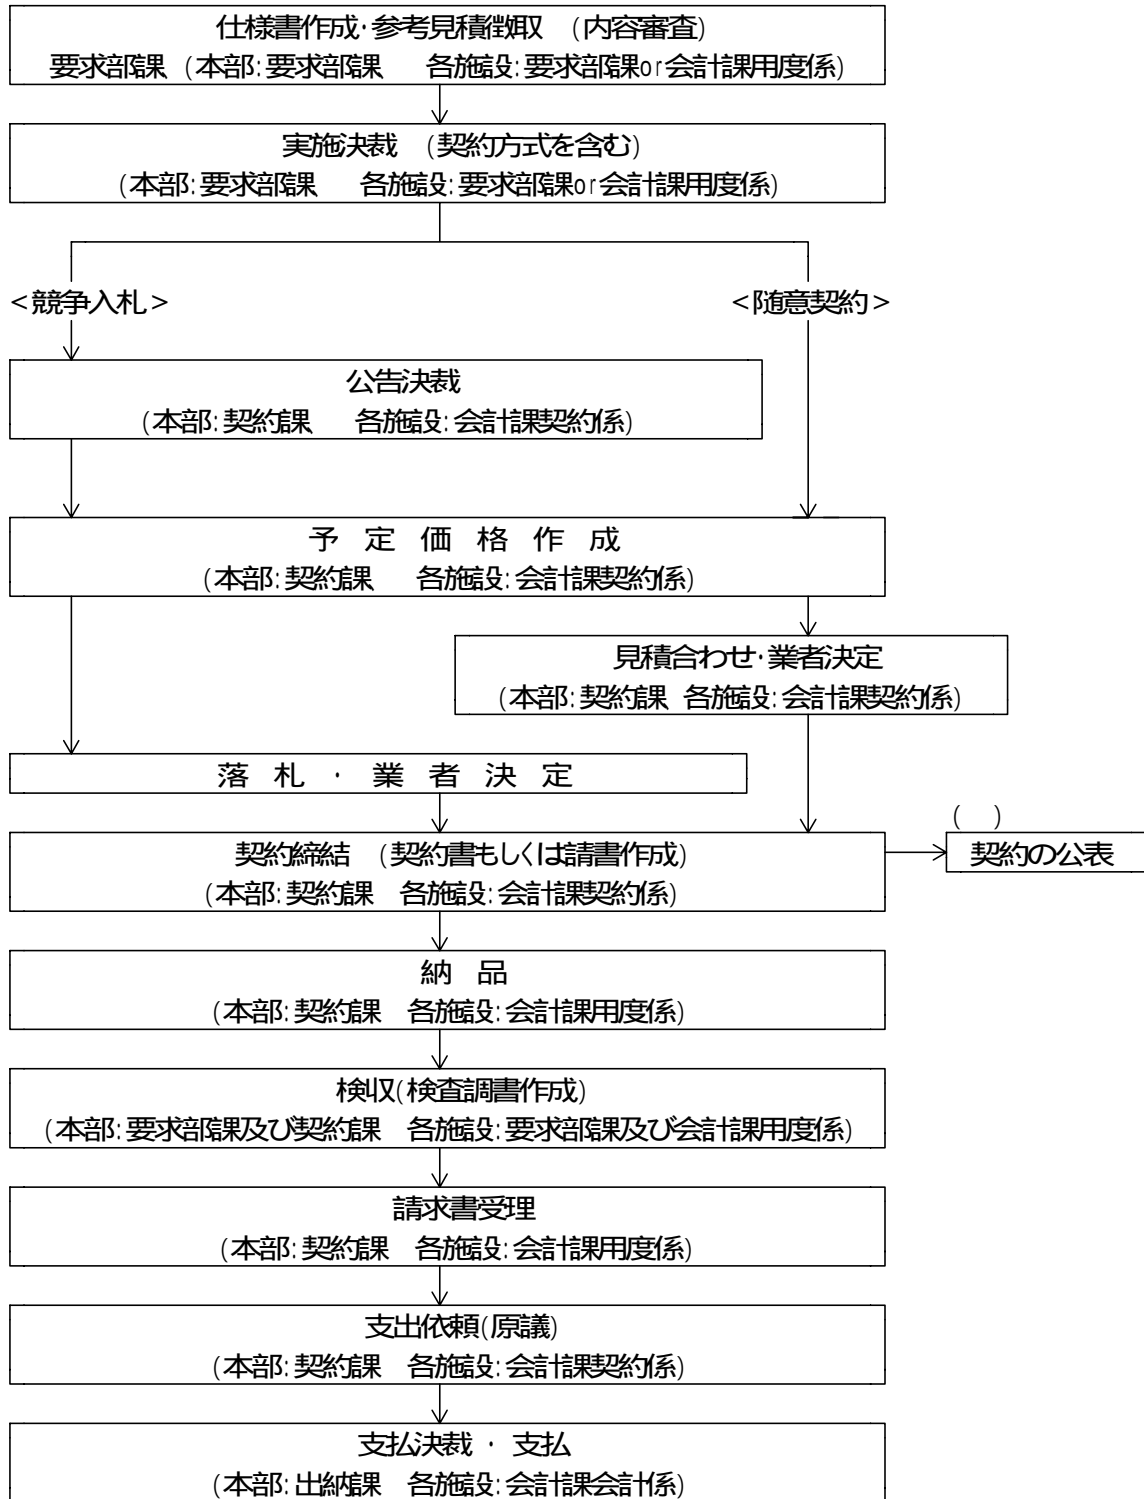 仕様書作成・参考見積徴取　(内容審査)
要求部課　(本部:要求部課　　各施設:要求部課or会計課用度係)
実施決裁　(契約方式を含む)
(本部:要求部課　　各施設:要求部課or会計課用度係)
<競争入札>
<随意契約>
公告決裁
(本部:契約課　　各施設:会計課契約係)
予　定　価　格　作　成
(本部:契約課　　各施設:会計課契約係)
見積合わせ・業者決定
(本部:契約課　各施設:会計課契約係)
落　札　・　業　者　決　定
(　)
契約締結　(契約書もしくは請書作成)
契約の公表
(本部:契約課　各施設:会計課契約係)
納　品
(本部:契約課　各施設:会計課用度係)
検収(検査調書作成)
(本部:要求部課及び契約課　各施設:要求部課及び会計課用度係)
請求書受理
(本部:契約課　各施設:会計課用度係)
支出依頼(原議)
(本部:契約課　各施設:会計課契約係)
支払決裁　・　支払
(本部:出納課　各施設:会計課会計係)